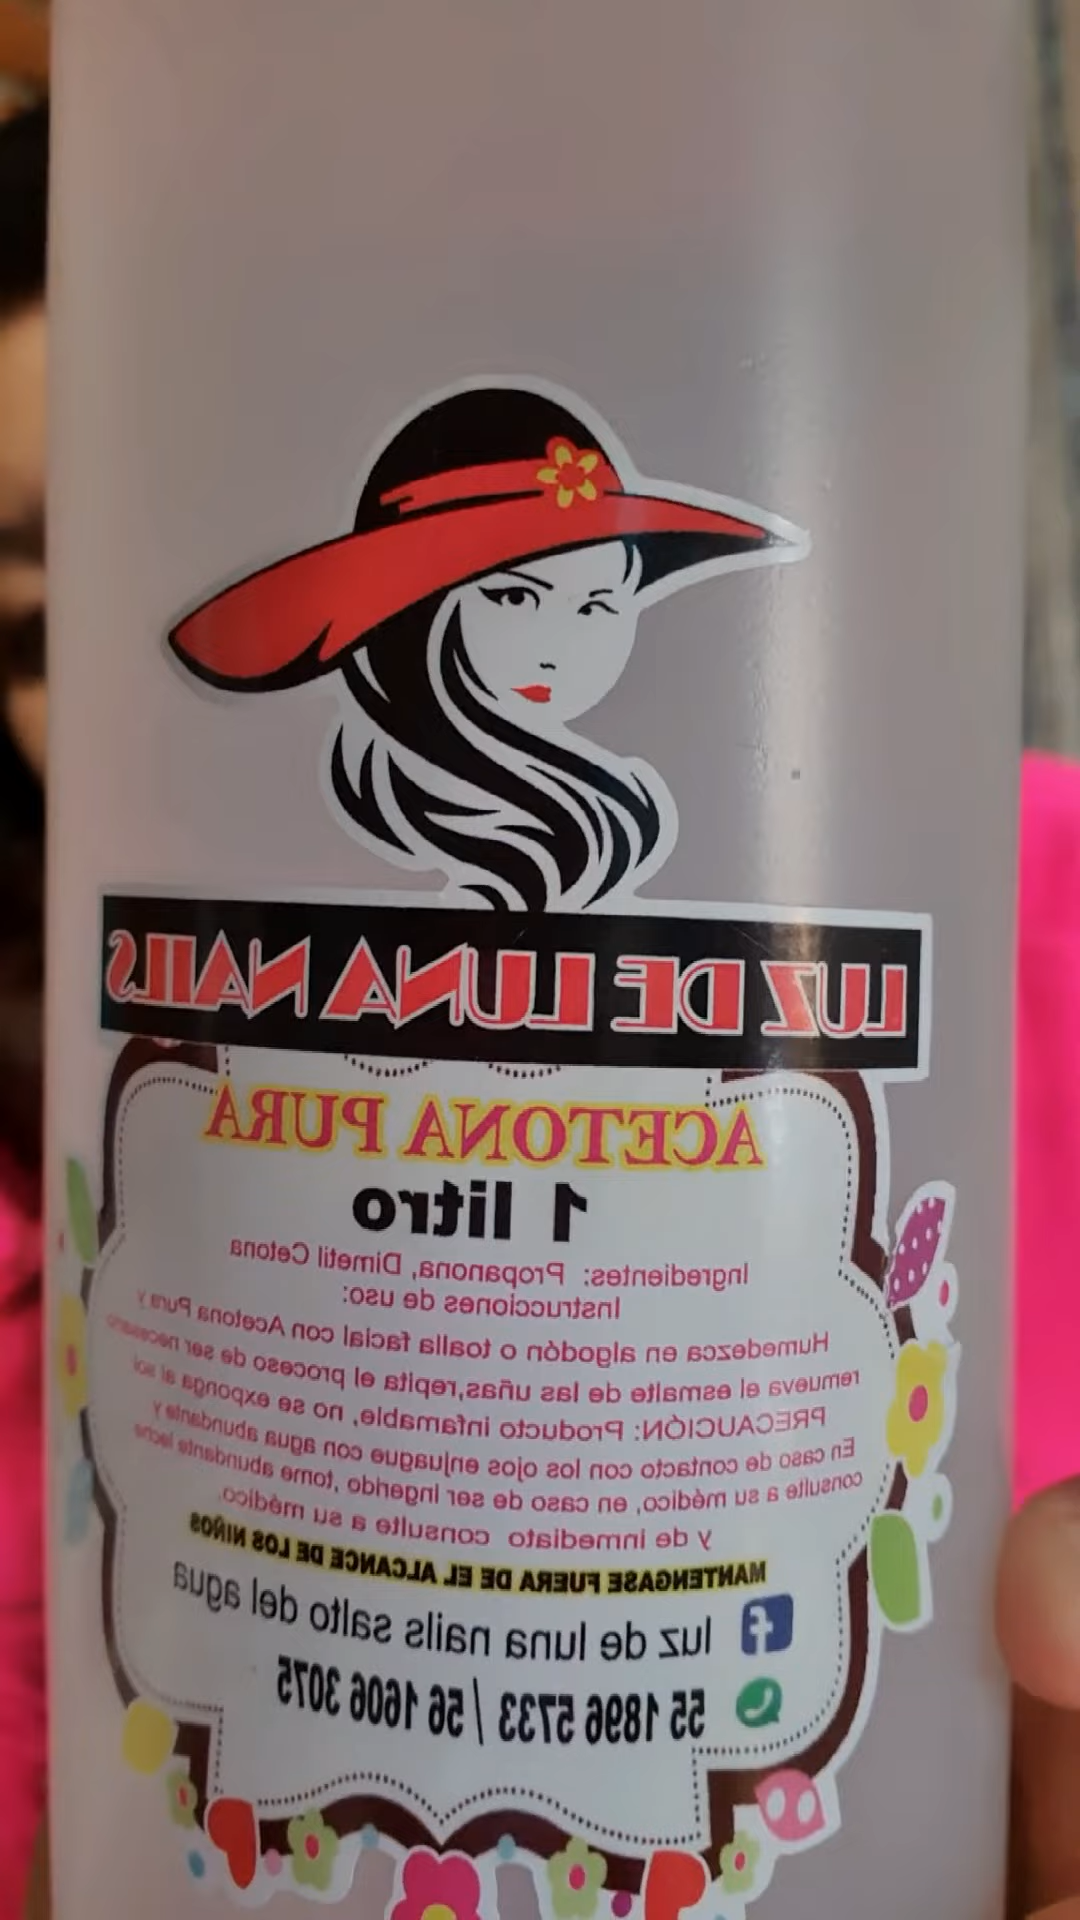 LUZ DE LUNA NAILS
ACETONA PURA
1 litro
Ingredientes: Propanona, Dimetil Cetona
Instrucciones de uso:
Humedezca en algodón o toalla facial con Acetona Pura y
remueva el esmalte de las uñas,repita el proceso de ser necesario
PRECAUCIÓN: Producto infamable, no se exponga al sol
En caso de contacto con los ojos enjuague con agua abundante y
consulte a su médico, en caso de ser ingerido ,tome abundante leche
y de inmediato consulte a su médico.
MANTENGASE FUERA DE EL ALCANCE DE LOS NIÑOS
luz de luna nails salto del agua
55 1896 5733 / 56 1606 3075